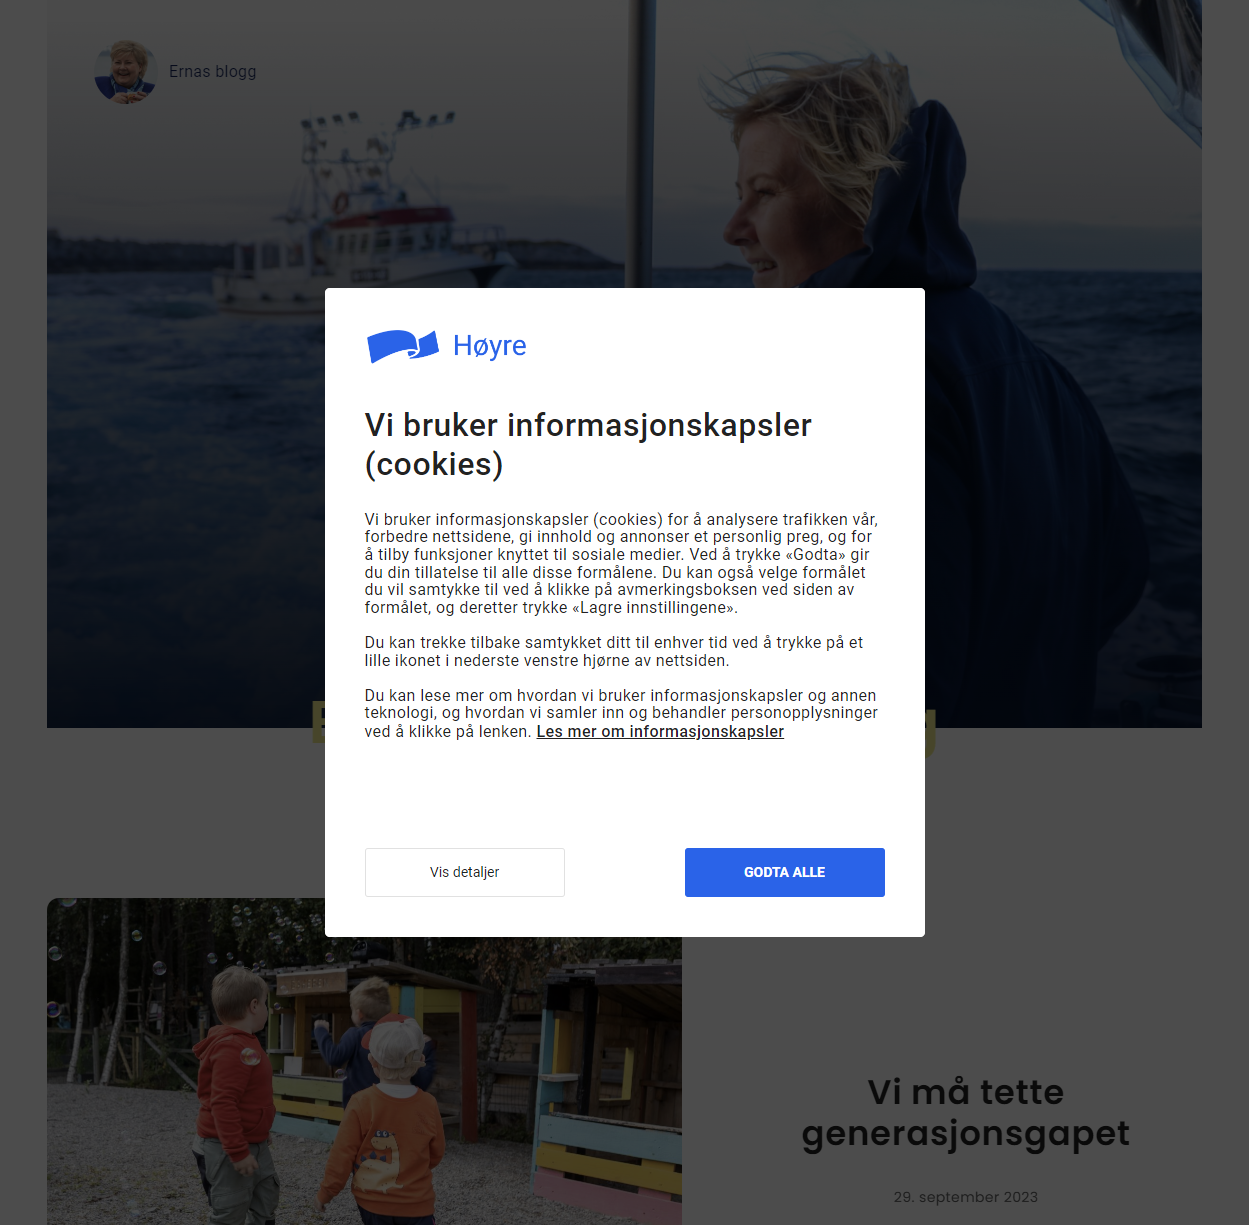 Ernas blogg
Høyre
Vi bruker informasjonskapsler
(cookies)
Vi bruker informasjonskapsler (cookies) for å analysere trafikken vår,
forbedre nettsidene, gi innhold og annonser et personlig preg, og for
å tilby funksjoner knyttet til sosiale medier. Ved å trykke «Godta» gir
du din tillatelse til alle disse formålene. Du kan også velge formålet
du vil samtykke til ved å klikke på avmerkingsboksen ved siden av
formålet, og deretter trykke «Lagre innstillingene».
Du kan trekke tilbake samtykket ditt til enhver tid ved å trykke på et
lille ikonet i nederste venstre hjørne av nettsiden.
Du kan lese mer om hvordan vi bruker informasjonskapsler og annen
teknologi, og hvordan vi samler inn og behandler personopplysninger
ved å klikke på lenken. Les mer om informasjonskapsler
Vis detaljer
GODTA ALLE
Vi må tette
generasjonsgapet
29. september 2023